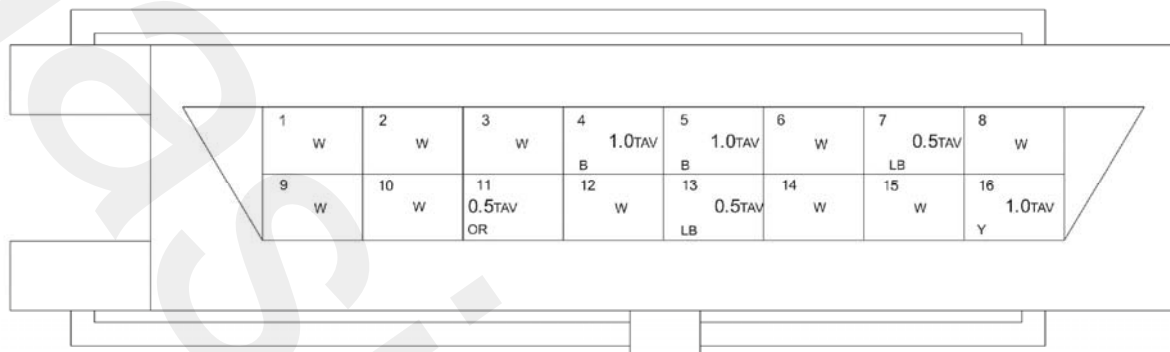 1 W
2 W
3 W
4 1.0TAV B
5 1.0TAV B
6 W
7 0.5TAV LB
8 W
9 W
10 W
11 0.5TAV OR
12 W
13 0.5TAV LB
14 W
15 W
16 1.0TAV Y